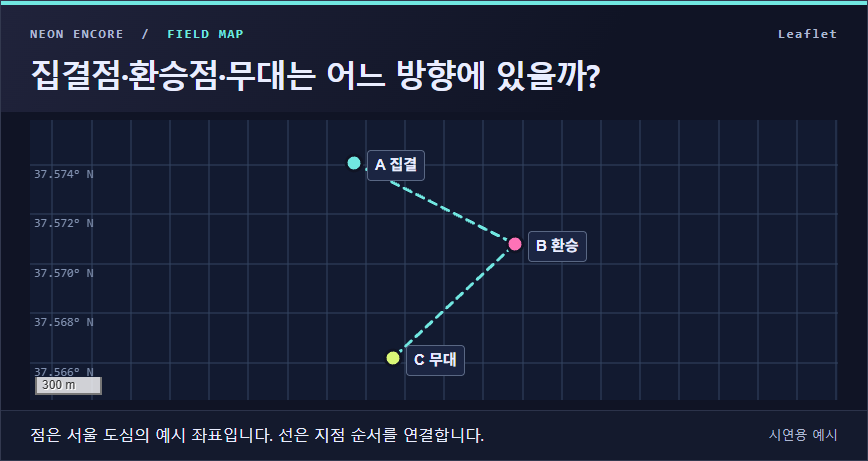 NEON ENCORE / FIELD MAP
Leaflet
집결점·환승점·무대는 어느 방향에 있을까?
A 집결
37.574° N
37.572° N
B 환승
37.570° N
37.568° N
C 무대
37.566° N
300 m
점은 서울 도심의 예시 좌표입니다. 선은 지점 순서를 연결합니다.
시연용 예시